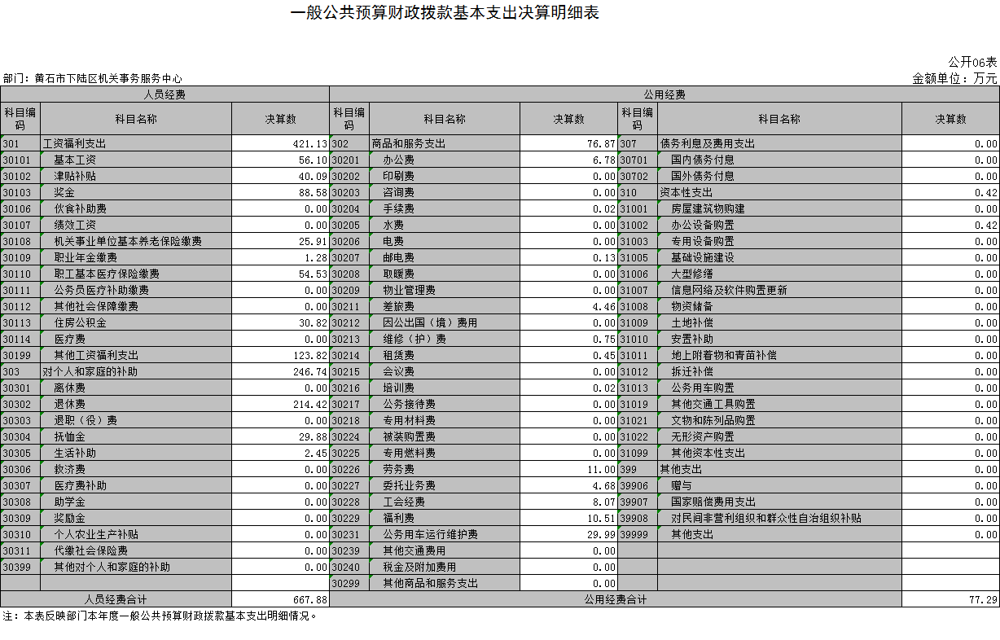 一般公共预算财政拨款基本支出决算明细表
公开06表
部门：黄石市下陆区机关事务服务中心 金额单位：万元
人员经费 公用经费
科目编码 科目名称 决算数 科目编码 科目名称 决算数 科目编码 科目名称 决算数
301 工资福利支出 421.13 302 商品和服务支出 76.87 307 债务利息及费用支出 0.00
30101 基本工资 56.10 30201 办公费 6.78 30701 国内债务付息 0.00
30102 津贴补贴 40.09 30202 印刷费 0.00 30702 国外债务付息 0.00
30103 奖金 88.58 30203 咨询费 0.00 310 资本性支出 0.42
30106 伙食补助费 0.00 30204 手续费 0.02 31001 房屋建筑物购建 0.00
30107 绩效工资 0.00 30205 水费 0.00 31002 办公设备购置 0.42
30108 机关事业单位基本养老保险缴费 25.91 30206 电费 0.00 31003 专用设备购置 0.00
30109 职业年金缴费 1.28 30207 邮电费 0.13 31005 基础设施建设 0.00
30110 职工基本医疗保险缴费 54.53 30208 取暖费 0.00 31006 大型修缮 0.00
30111 公务员医疗补助缴费 0.00 30209 物业管理费 0.00 31007 信息网络及软件购置更新 0.00
30112 其他社会保障缴费 0.00 30211 差旅费 4.46 31008 物资储备 0.00
30113 住房公积金 30.82 30212 因公出国（境）费用 0.00 31009 土地补偿 0.00
30114 医疗费 0.00 30213 维修（护）费 0.75 31010 安置补助 0.00
30199 其他工资福利支出 123.82 30214 租赁费 0.45 31011 地上附着物和青苗补偿 0.00
303 对个人和家庭的补助 246.74 30215 会议费 0.00 31012 拆迁补偿 0.00
30301 离休费 0.00 30216 培训费 0.02 31013 公务用车购置 0.00
30302 退休费 214.42 30217 公务接待费 0.00 31019 其他交通工具购置 0.00
30303 退职（役）费 0.00 30218 专用材料费 0.00 31021 文物和陈列品购置 0.00
30304 抚恤金 29.88 30224 被装购置费 0.00 31022 无形资产购置 0.00
30305 生活补助 2.45 30225 专用燃料费 0.00 31099 其他资本性支出 0.00
30306 救济费 0.00 30226 劳务费 11.00 399 其他支出 0.00
30307 医疗费补助 0.00 30227 委托业务费 4.68 39906 赠与 0.00
30308 助学金 0.00 30228 工会经费 8.07 39907 国家赔偿费用支出 0.00
30309 奖励金 0.00 30229 福利费 10.51 39908 对民间非营利组织和群众性自治组织补贴 0.00
30310 个人农业生产补贴 0.00 30231 公务用车运行维护费 29.99 39999 其他支出 0.00
30311 代缴社会保险费 0.00 30239 其他交通费用 0.00
30399 其他对个人和家庭的补助 0.00 30240 税金及附加费用 0.00
30299 其他商品和服务支出 0.00
人员经费合计 667.88 公用经费合计 77.29
注：本表反映部门本年度一般公共预算财政拨款基本支出明细情况。